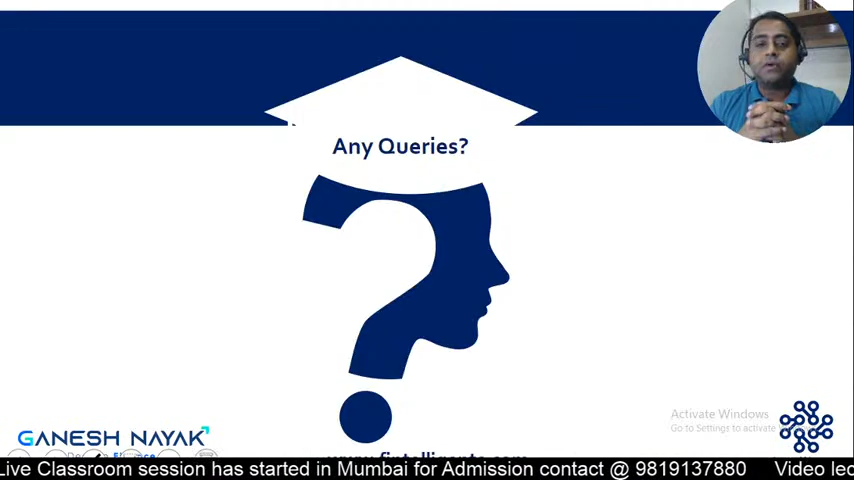 Any Queries?
Activate Windows
Go to Settings to activate
GANESH NAYAK
Live Classroom session has started in Mumbai for Admission contact @ 9819137880 Video lec